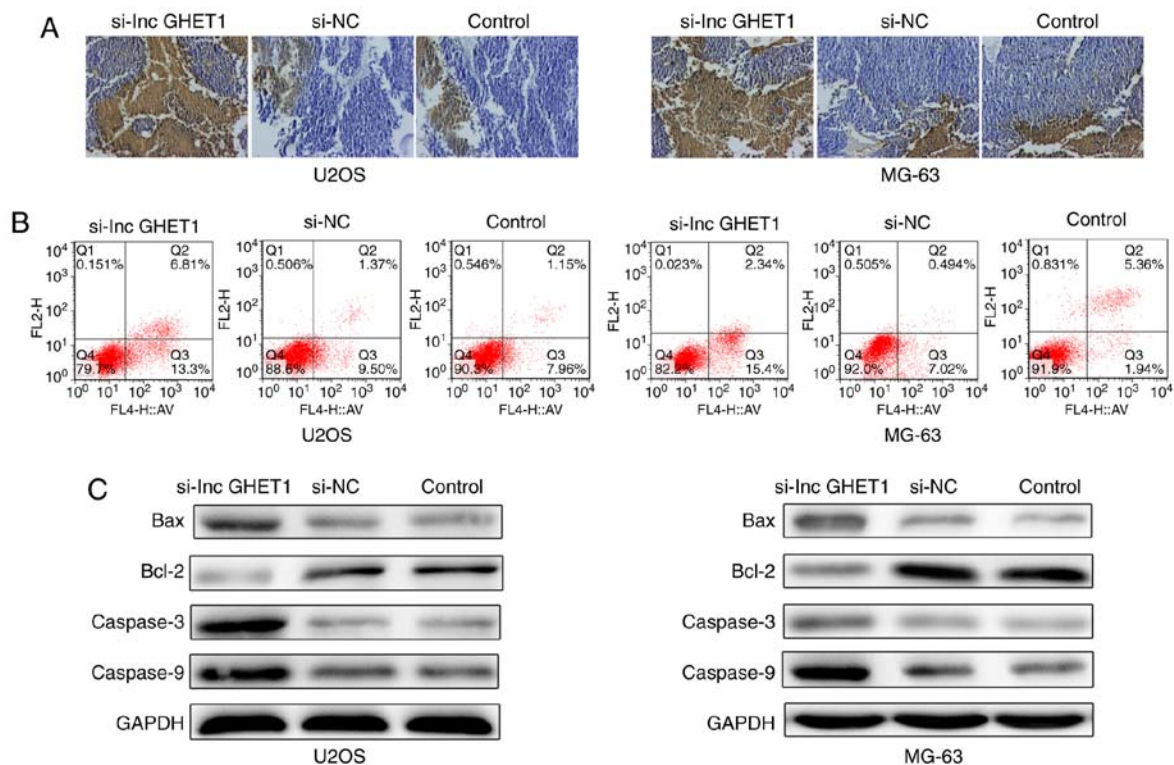 A
si-lnc GHET1 si-NC Control
si-lnc GHET1 si-NC Control
U2OS
MG-63
B
si-lnc GHET1 si-NC Control
si-lnc GHET1 si-NC Control
Q1 0.151% Q2 6.81% Q4 79.7% Q3 13.3%
10⁴ 10³ 10² 10¹ 10⁰
FL2-H
10⁰ 10¹ 10² 10³ 10⁴
FL4-H::AV
Q1 0.506% Q2 1.37% Q4 88.6% Q3 9.50%
10⁴ 10³ 10² 10¹ 10⁰
FL2-H
10⁰ 10¹ 10² 10³ 10⁴
FL4-H::AV
Q1 0.546% Q2 1.15% Q4 90.3% Q3 7.96%
10⁴ 10³ 10² 10¹ 10⁰
FL2-H
10⁰ 10¹ 10² 10³ 10⁴
FL4-H::AV
U2OS
Q1 0.023% Q2 2.34% Q4 82.2% Q3 15.4%
10⁴ 10³ 10² 10¹ 10⁰
FL2-H
10⁰ 10¹ 10² 10³ 10⁴
FL4-H::AV
Q1 0.505% Q2 0.494% Q4 92.0% Q3 7.02%
10⁴ 10³ 10² 10¹ 10⁰
FL2-H
10⁰ 10¹ 10² 10³ 10⁴
FL4-H::AV
Q1 0.831% Q2 5.36% Q4 91.9% Q3 1.94%
10⁴ 10³ 10² 10¹ 10⁰
FL2-H
10⁰ 10¹ 10² 10³ 10⁴
FL4-H::AV
MG-63
C
si-lnc GHET1 si-NC Control
Bax
Bcl-2
Caspase-3
Caspase-9
GAPDH
U2OS
si-lnc GHET1 si-NC Control
Bax
Bcl-2
Caspase-3
Caspase-9
GAPDH
MG-63